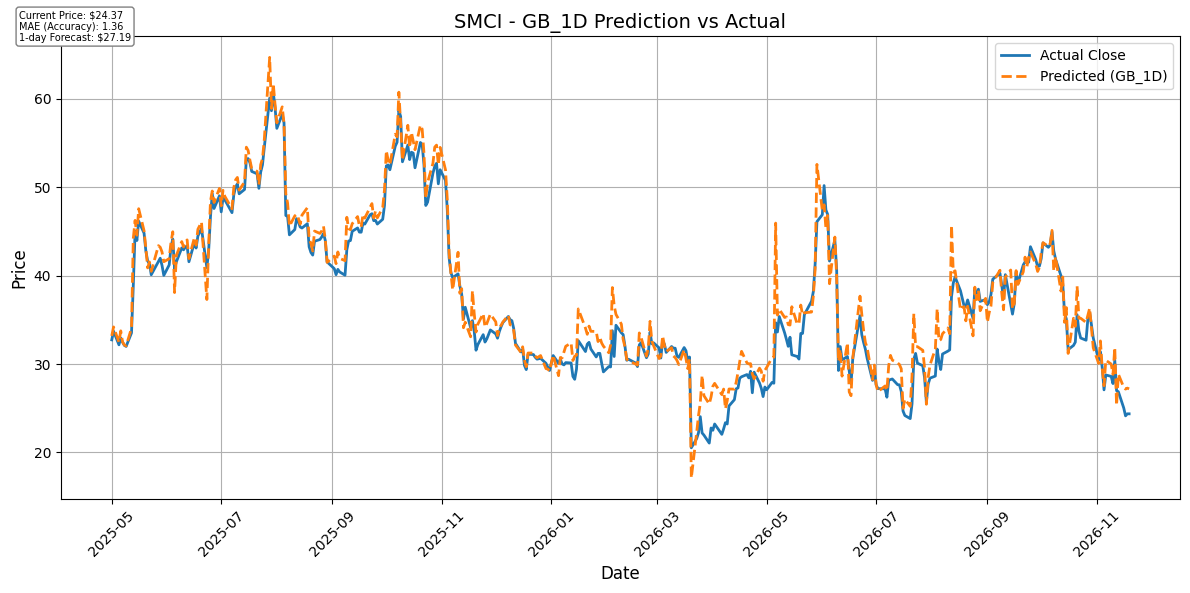 SMCI - GB_1D Prediction vs Actual
Current Price: $24.37
MAE (Accuracy): 1.36
1-day Forecast: $27.19
Actual Close
Predicted (GB_1D)
Price
60
50
40
30
20
2025-05
2025-07
2025-09
2025-11
2026-01
2026-03
2026-05
2026-07
2026-09
2026-11
Date